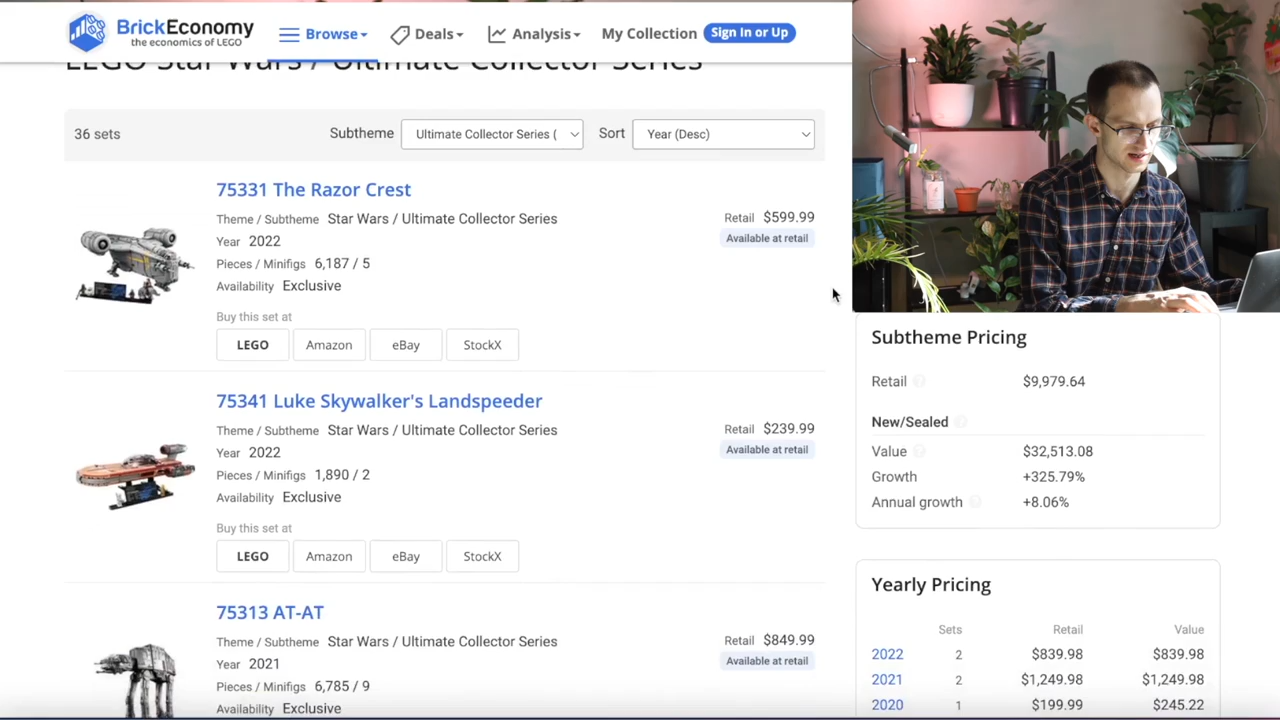 BrickEconomy
the economics of LEGO
Browse
Deals
Analysis
My Collection
Sign In or Up
LEGO Star Wars / Ultimate Collector Series
36 sets
Subtheme
Ultimate Collector Series (
Sort
Year (Desc)
75331 The Razor Crest
Theme / Subtheme Star Wars / Ultimate Collector Series
Year 2022
Pieces / Minifigs 6,187 / 5
Availability Exclusive
Buy this set at
LEGO
Amazon
eBay
StockX
Retail $599.99
Available at retail
75341 Luke Skywalker's Landspeeder
Theme / Subtheme Star Wars / Ultimate Collector Series
Year 2022
Pieces / Minifigs 1,890 / 2
Availability Exclusive
Buy this set at
LEGO
Amazon
eBay
StockX
Retail $239.99
Available at retail
75313 AT-AT
Theme / Subtheme Star Wars / Ultimate Collector Series
Year 2021
Pieces / Minifigs 6,785 / 9
Availability Exclusive
Retail $849.99
Available at retail
Subtheme Pricing
Retail $9,979.64
New/Sealed
Value $32,513.08
Growth +325.79%
Annual growth +8.06%
Yearly Pricing
Sets Retail Value
2022 2 $839.98 $839.98
2021 2 $1,249.98 $1,249.98
2020 1 $199.99 $245.22